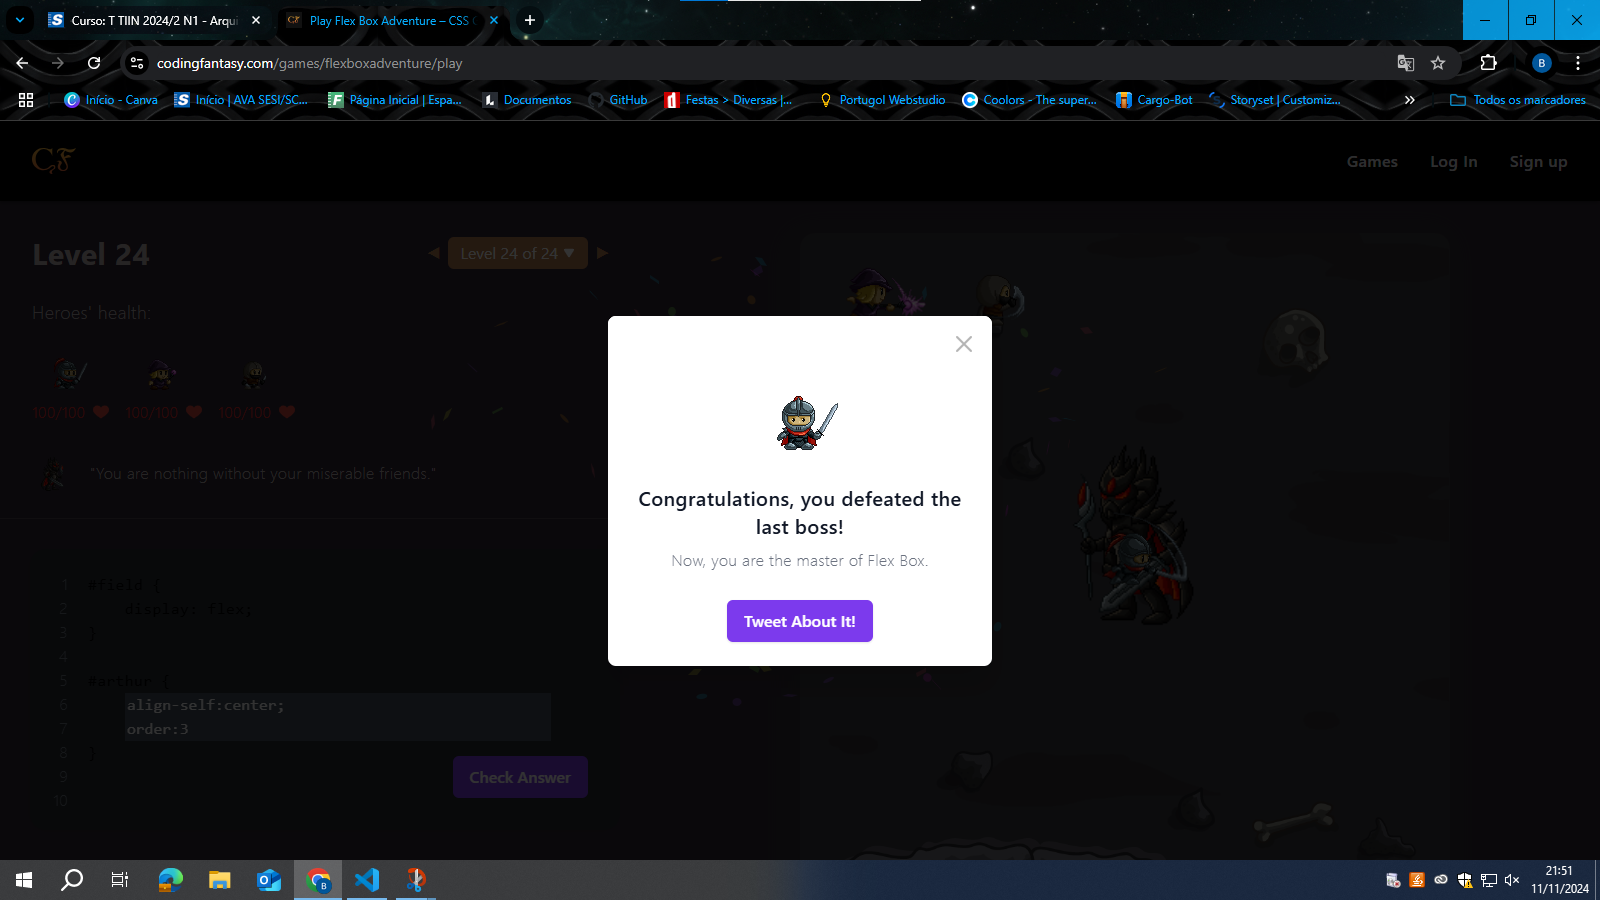 Curso: T TIIN 2024/2 N1 - Arqui
Play Flex Box Adventure – CSS
codingfantasy.com/games/flexboxadventure/play
B
Início - Canva
Início | AVA SESI/SC...
Página Inicial | Espa...
Documentos
GitHub
Festas > Diversas |...
Portugol Webstudio
Coolors - The super...
Cargo-Bot
Storyset | Customiz...
»
Todos os marcadores
CF
Games
Log In
Sign up
Level 24
Level 24 of 24 ▼
Heroes' health:
100/100
100/100
100/100
"You are nothing without your miserable friends."
1 #field {
2 display: flex;
3 }
4
5 #arthur {
6 align-self:center;
7 order:3
8 }
9
10
Check Answer
Congratulations, you defeated the
last boss!
Now, you are the master of Flex Box.
Tweet About It!
21:51
11/11/2024